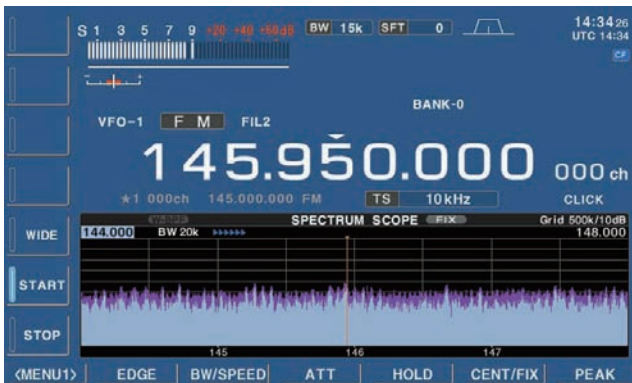 S 1 3 5 7 9 +20 +40 +60dB BW 15k SFT 0 14:34 26
UTC 14:34
CF
BANK-0
VFO-1 FM FIL2
145.950.000 000 ch
★1 000ch 145.000.000 FM TS 10kHz CLICK
W-BPF SPECTRUM SCOPE FIX Grid 500k/10dB
144.000 BW 20k ▸▸▸▸▸▸ 148.000
WIDE
START
STOP
145 146 147
<MENU1> EDGE BW/SPEED ATT HOLD CENT/FIX PEAK